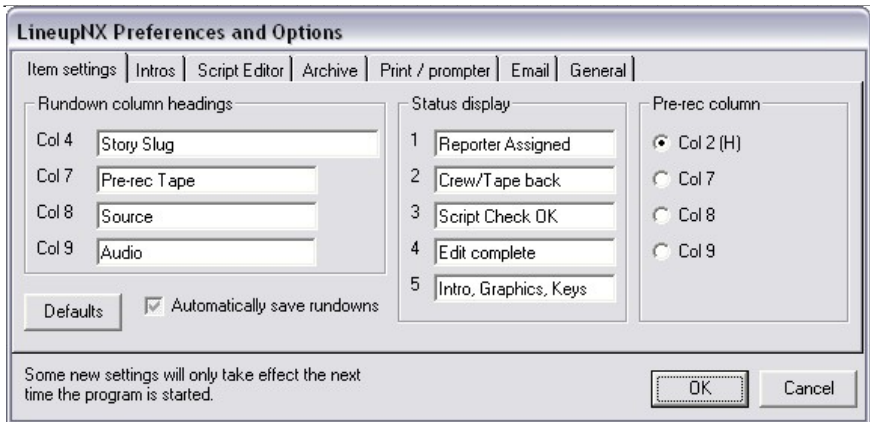 LineupNX Preferences and Options
Item settings Intros Script Editor Archive Print / prompter Email General
Rundown column headings
Col 4 Story Slug
Col 7 Pre-rec Tape
Col 8 Source
Col 9 Audio
Defaults Automatically save rundowns
Status display
1 Reporter Assigned
2 Crew/Tape back
3 Script Check OK
4 Edit complete
5 Intro, Graphics, Keys
Pre-rec column
Col 2 (H)
Col 7
Col 8
Col 9
Some new settings will only take effect the next
time the program is started.
OK Cancel